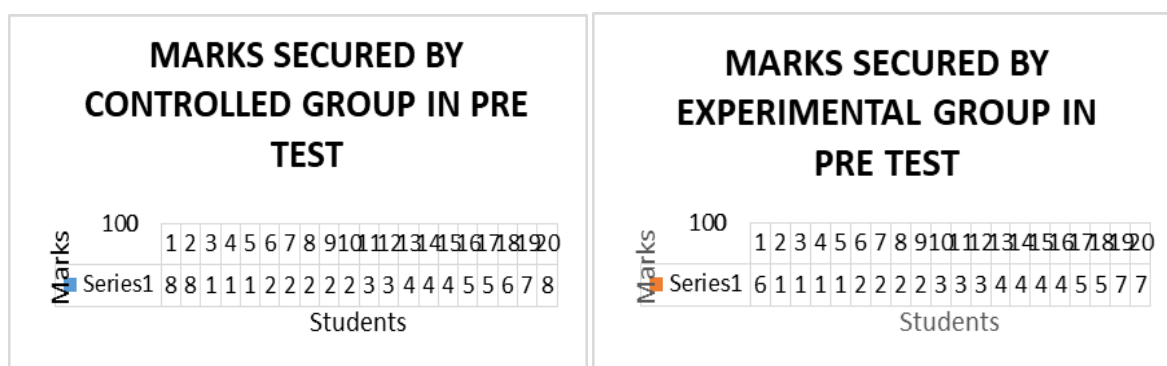 MARKS SECURED BY
CONTROLLED GROUP IN PRE
TEST
100
Marks
1 2 3 4 5 6 7 8 9 10 11 12 13 14 15 16 17 18 19 20
Series1 8 8 1 1 1 2 2 2 2 2 3 3 4 4 4 5 5 6 7 8
Students
MARKS SECURED BY
EXPERIMENTAL GROUP IN
PRE TEST
100
Marks
1 2 3 4 5 6 7 8 9 10 11 12 13 14 15 16 17 18 19 20
Series1 6 1 1 1 1 2 2 2 2 3 3 3 4 4 4 4 5 5 7 7
Students